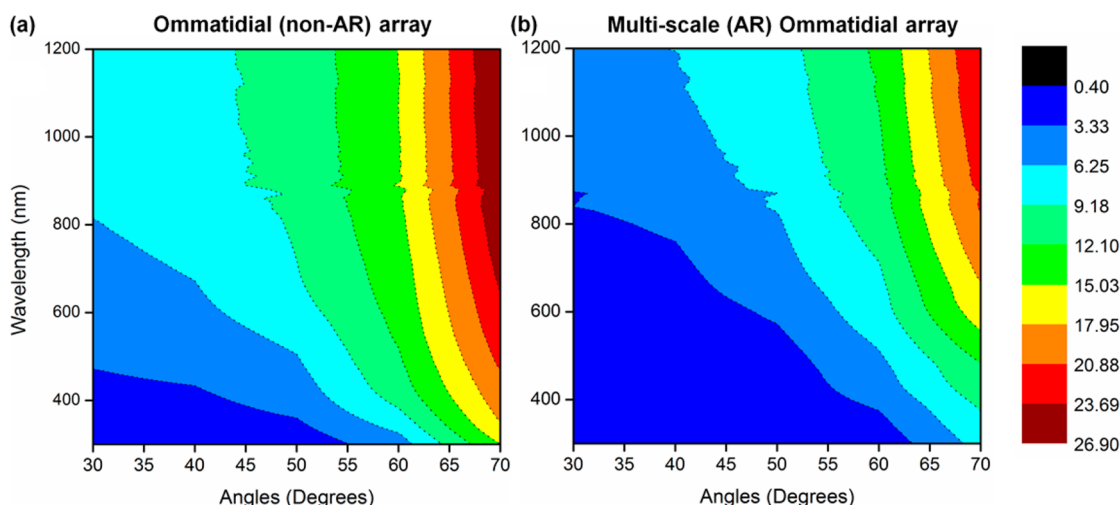 (a) Ommatidial (non-AR) array
1200
1000
800
600
400
30 35 40 45 50 55 60 65 70
Wavelength (nm)
Angles (Degrees)
(b) Multi-scale (AR) Ommatidial array
1200
1000
800
600
400
30 35 40 45 50 55 60 65 70
Angles (Degrees)
0.40
3.33
6.25
9.18
12.10
15.03
17.95
20.88
23.69
26.90